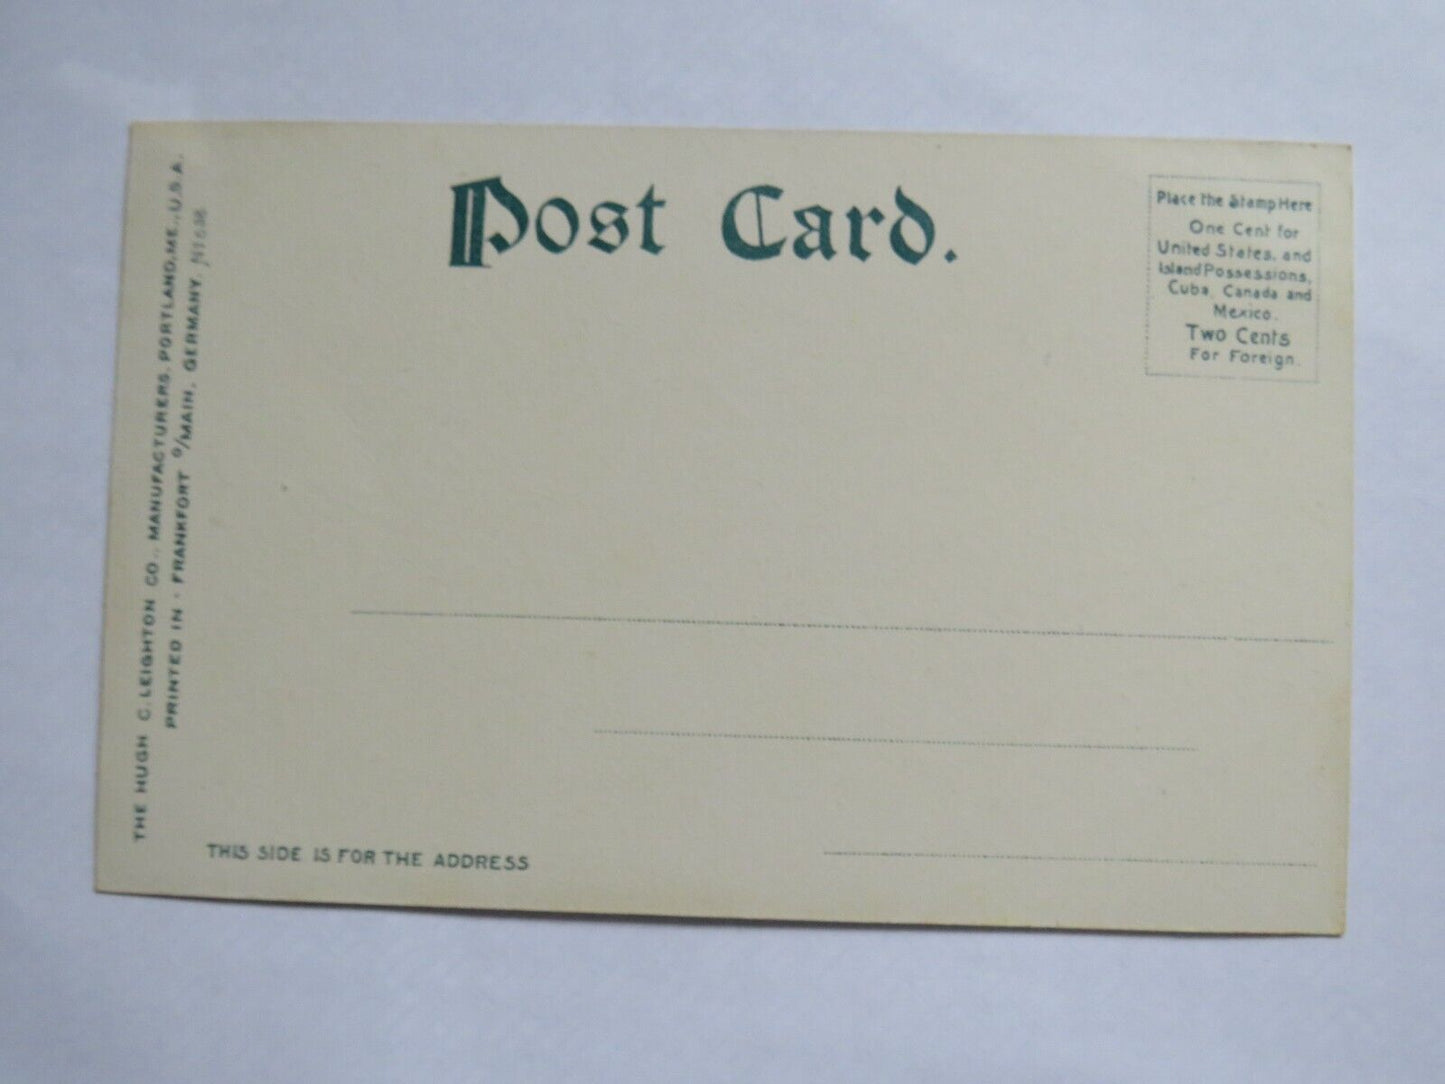 Post Card.
Place the Stamp Here
One Cent for
United States, and
Island Possessions,
Cuba, Canada and
Mexico.
Two Cents
For Foreign.
THE HUGH C. LEIGHTON CO., MANUFACTURERS, PORTLAND, ME., U.S.A.
PRINTED IN · FRANKFORT O/MAIN, GERMANY.
THIS SIDE IS FOR THE ADDRESS